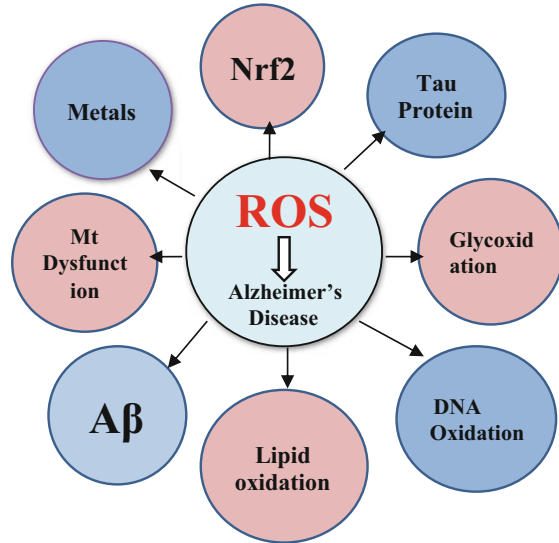 Nrf2
Tau
Protein
Metals
ROS
Alzheimer's
Disease
Mt
Dysfunct
ion
Glycoxid
ation
Aβ
Lipid
oxidation
DNA
Oxidation